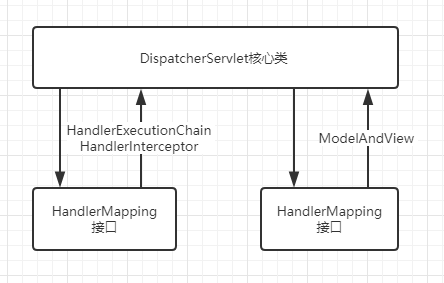 DispatcherServlet核心类
HandlerExecutionChain
HandlerInterceptor
ModelAndView
HandlerMapping
接口
HandlerMapping
接口